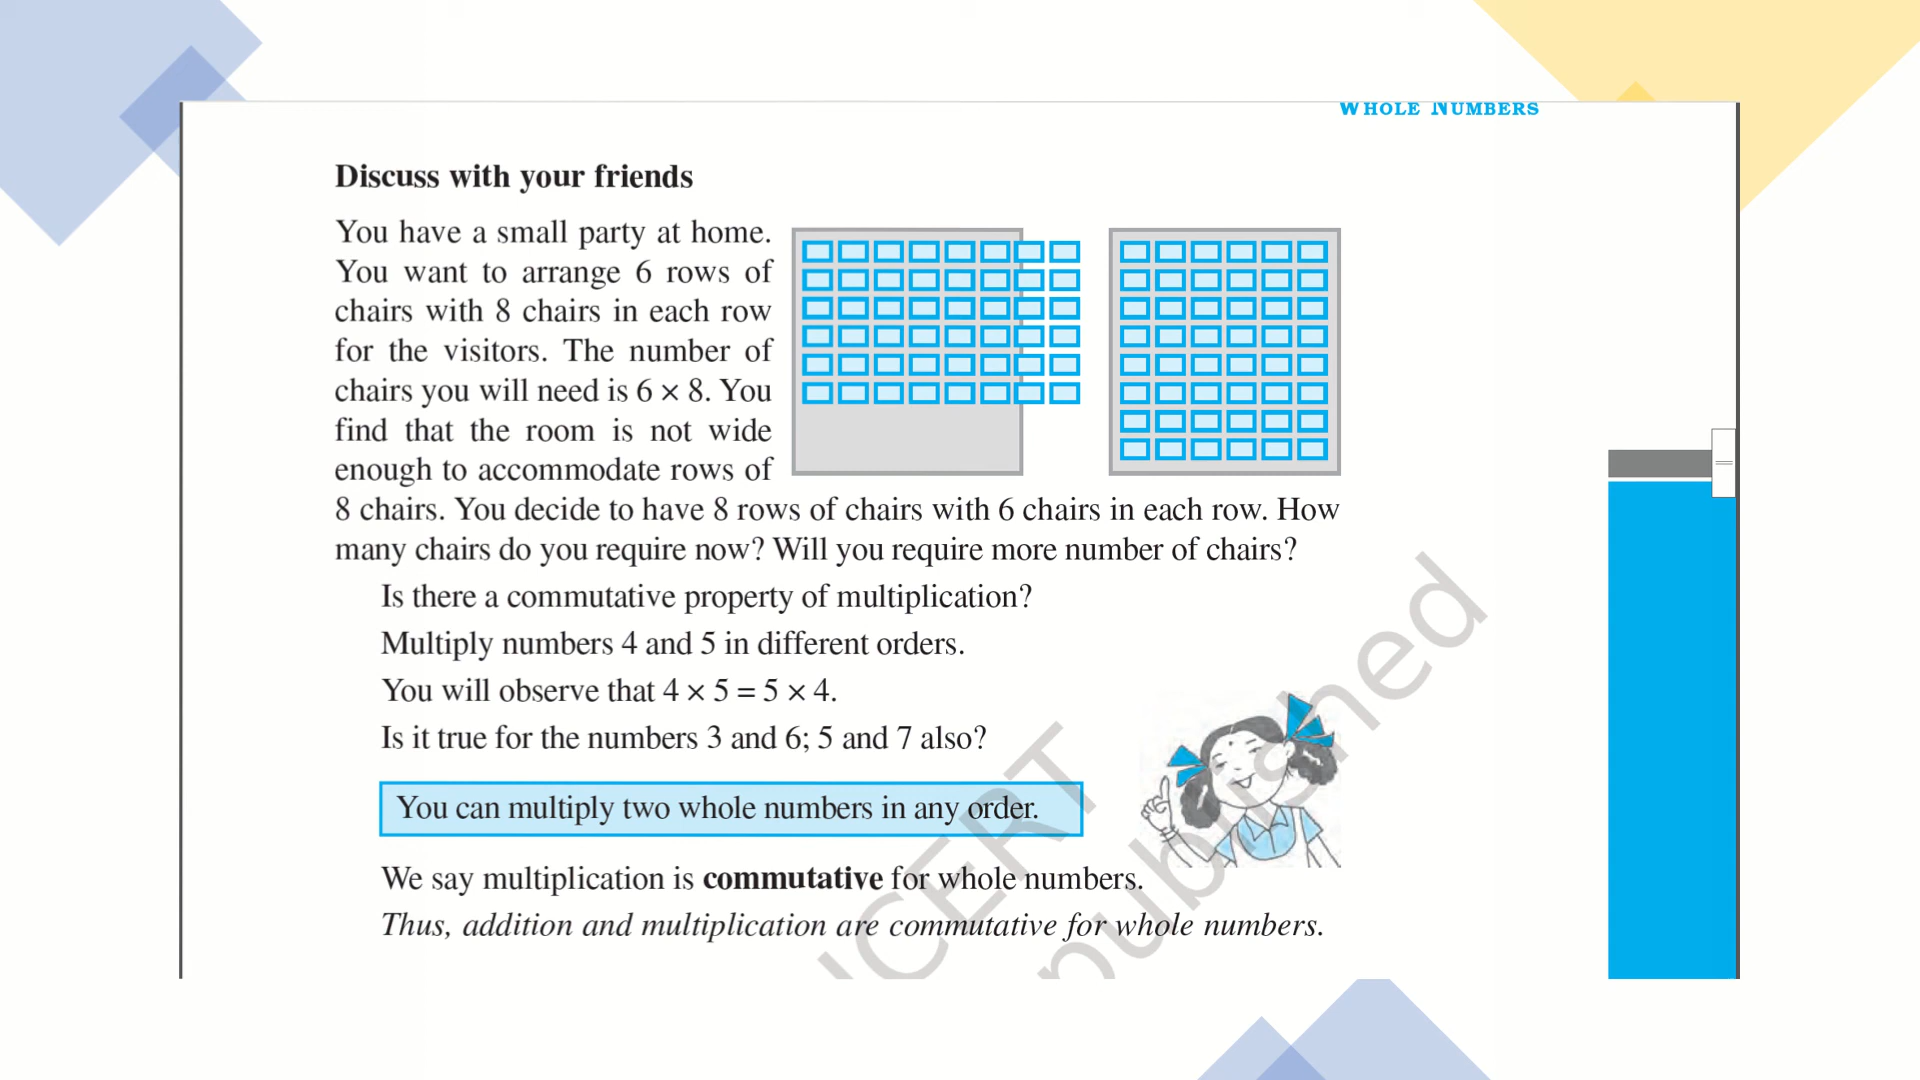 WHOLE NUMBERS
Discuss with your friends
You have a small party at home.
You want to arrange 6 rows of
chairs with 8 chairs in each row
for the visitors. The number of
chairs you will need is 6 × 8. You
find that the room is not wide
enough to accommodate rows of
8 chairs. You decide to have 8 rows of chairs with 6 chairs in each row. How
many chairs do you require now? Will you require more number of chairs?
Is there a commutative property of multiplication?
Multiply numbers 4 and 5 in different orders.
You will observe that 4 × 5 = 5 × 4.
Is it true for the numbers 3 and 6; 5 and 7 also?
You can multiply two whole numbers in any order.
We say multiplication is commutative for whole numbers.
Thus, addition and multiplication are commutative for whole numbers.
CERT
published